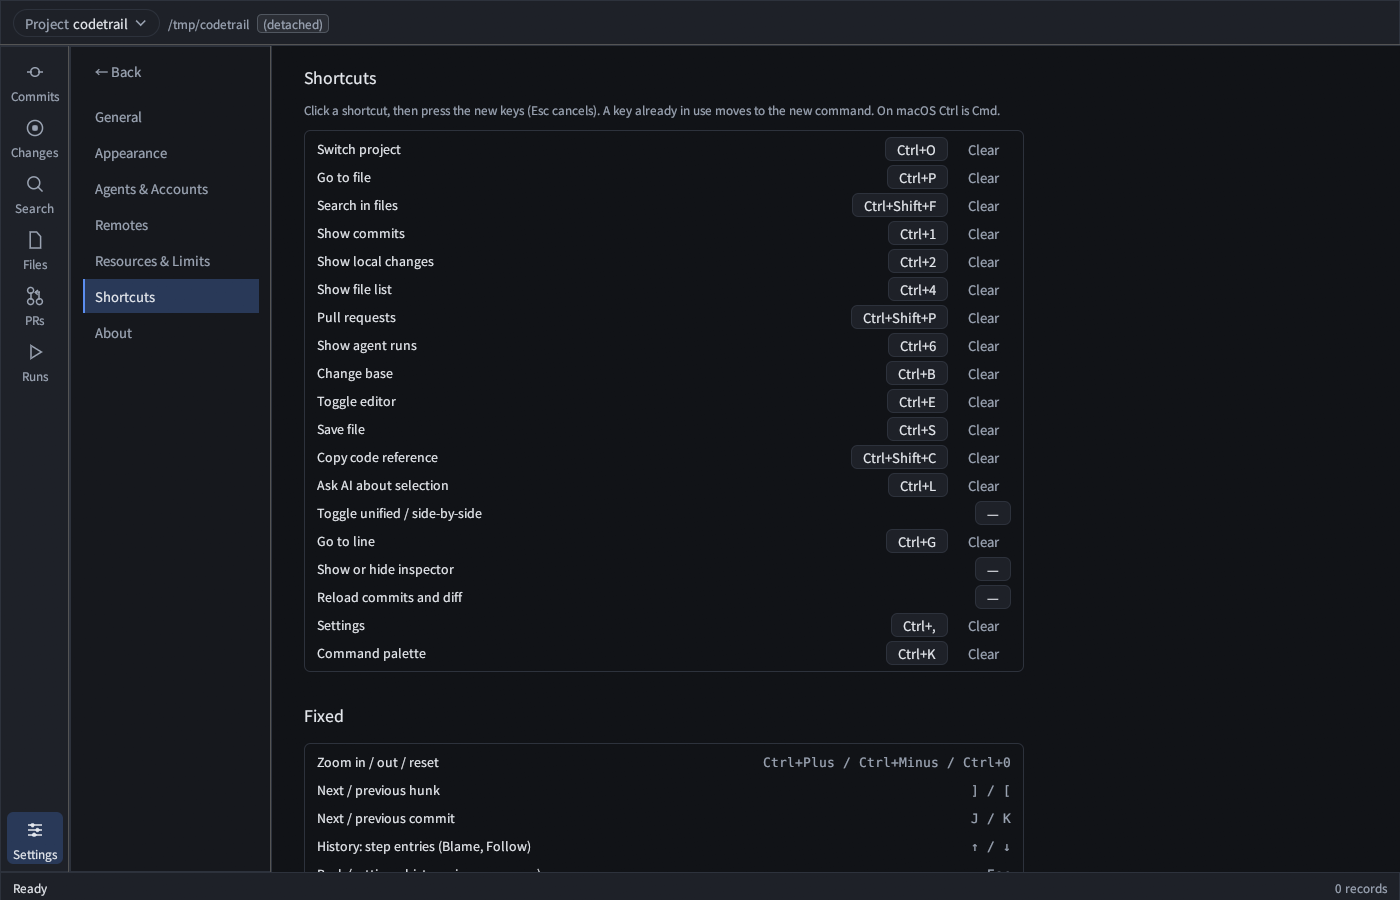 Project codetrail /tmp/codetrail (detached)
Commits
Changes
Search
Files
PRs
Runs
Settings
← Back
General
Appearance
Agents & Accounts
Remotes
Resources & Limits
Shortcuts
About
Shortcuts
Click a shortcut, then press the new keys (Esc cancels). A key already in use moves to the new command. On macOS Ctrl is Cmd.
Switch project Ctrl+O Clear
Go to file Ctrl+P Clear
Search in files Ctrl+Shift+F Clear
Show commits Ctrl+1 Clear
Show local changes Ctrl+2 Clear
Show file list Ctrl+4 Clear
Pull requests Ctrl+Shift+P Clear
Show agent runs Ctrl+6 Clear
Change base Ctrl+B Clear
Toggle editor Ctrl+E Clear
Save file Ctrl+S Clear
Copy code reference Ctrl+Shift+C Clear
Ask AI about selection Ctrl+L Clear
Toggle unified / side-by-side —
Go to line Ctrl+G Clear
Show or hide inspector —
Reload commits and diff —
Settings Ctrl+, Clear
Command palette Ctrl+K Clear
Fixed
Zoom in / out / reset Ctrl+Plus / Ctrl+Minus / Ctrl+0
Next / previous hunk ] / [
Next / previous commit J / K
History: step entries (Blame, Follow) ↑ / ↓
Ready 0 records